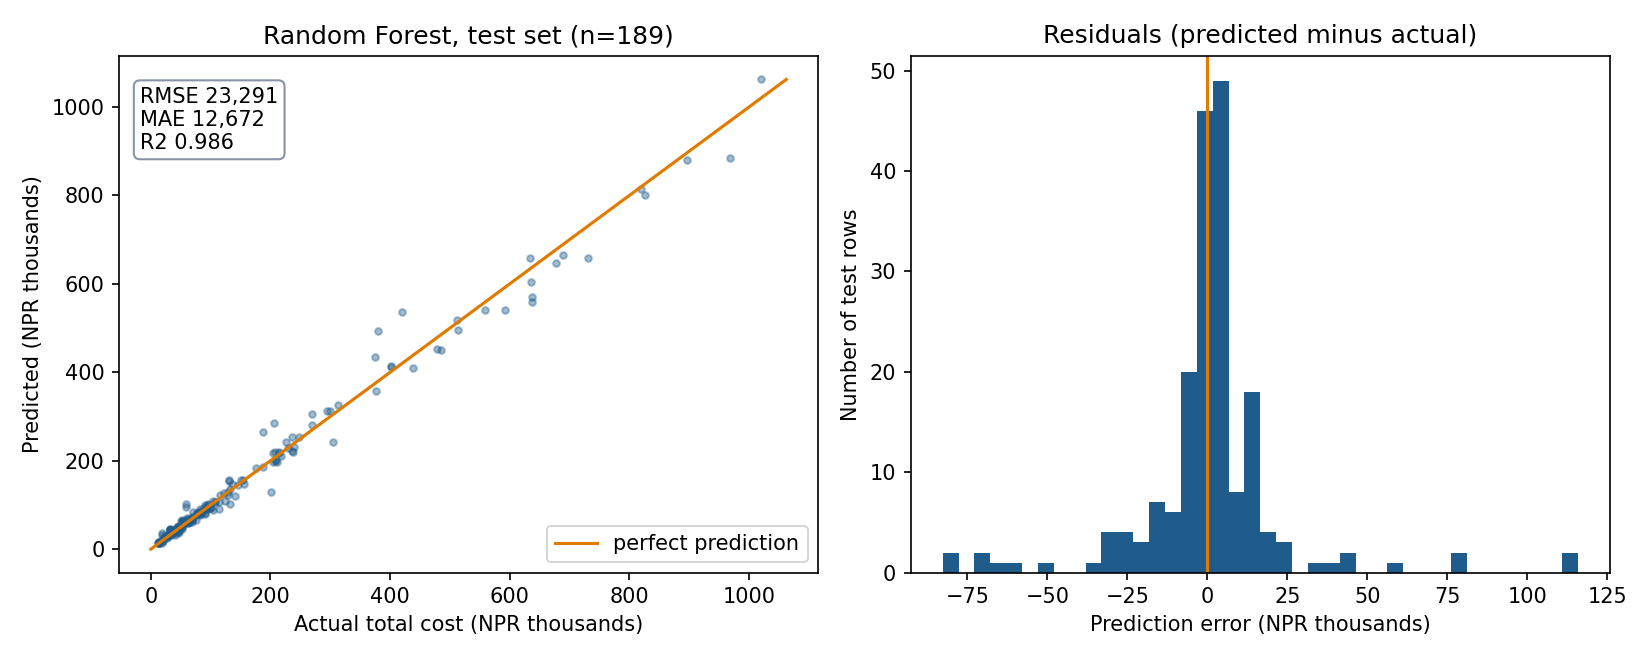 Random Forest, test set (n=189)
RMSE 23,291
MAE 12,672
R2 0.986
1000
800
600
400
200
0
Predicted (NPR thousands)
perfect prediction
0 200 400 600 800 1000
Actual total cost (NPR thousands)
Residuals (predicted minus actual)
50
40
30
20
10
0
Number of test rows
−75 −50 −25 0 25 50 75 100 125
Prediction error (NPR thousands)